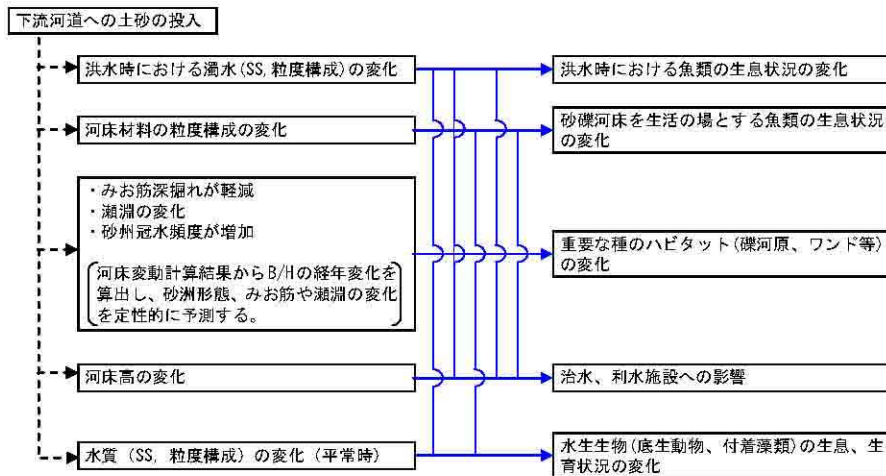 下流河道への土砂の投入
洪水時における濁水(SS,粒度構成)の変化
洪水時における魚類の生息状況の変化
河床材料の粒度構成の変化
砂礫河床を生活の場とする魚類の生息状況
の変化
・みお筋深掘れが軽減
・瀬淵の変化
・砂州冠水頻度が増加
河床変動計算結果からB/Hの経年変化を
算出し、砂洲形態、みお筋や瀬淵の変化
を定性的に予測する。
重要な種のハビタット(礫河原、ワンド等)
の変化
河床高の変化
治水、利水施設への影響
水質（SS, 粒度構成）の変化（平常時）
水生生物(底生動物、付着藻類)の生息、生
育状況の変化